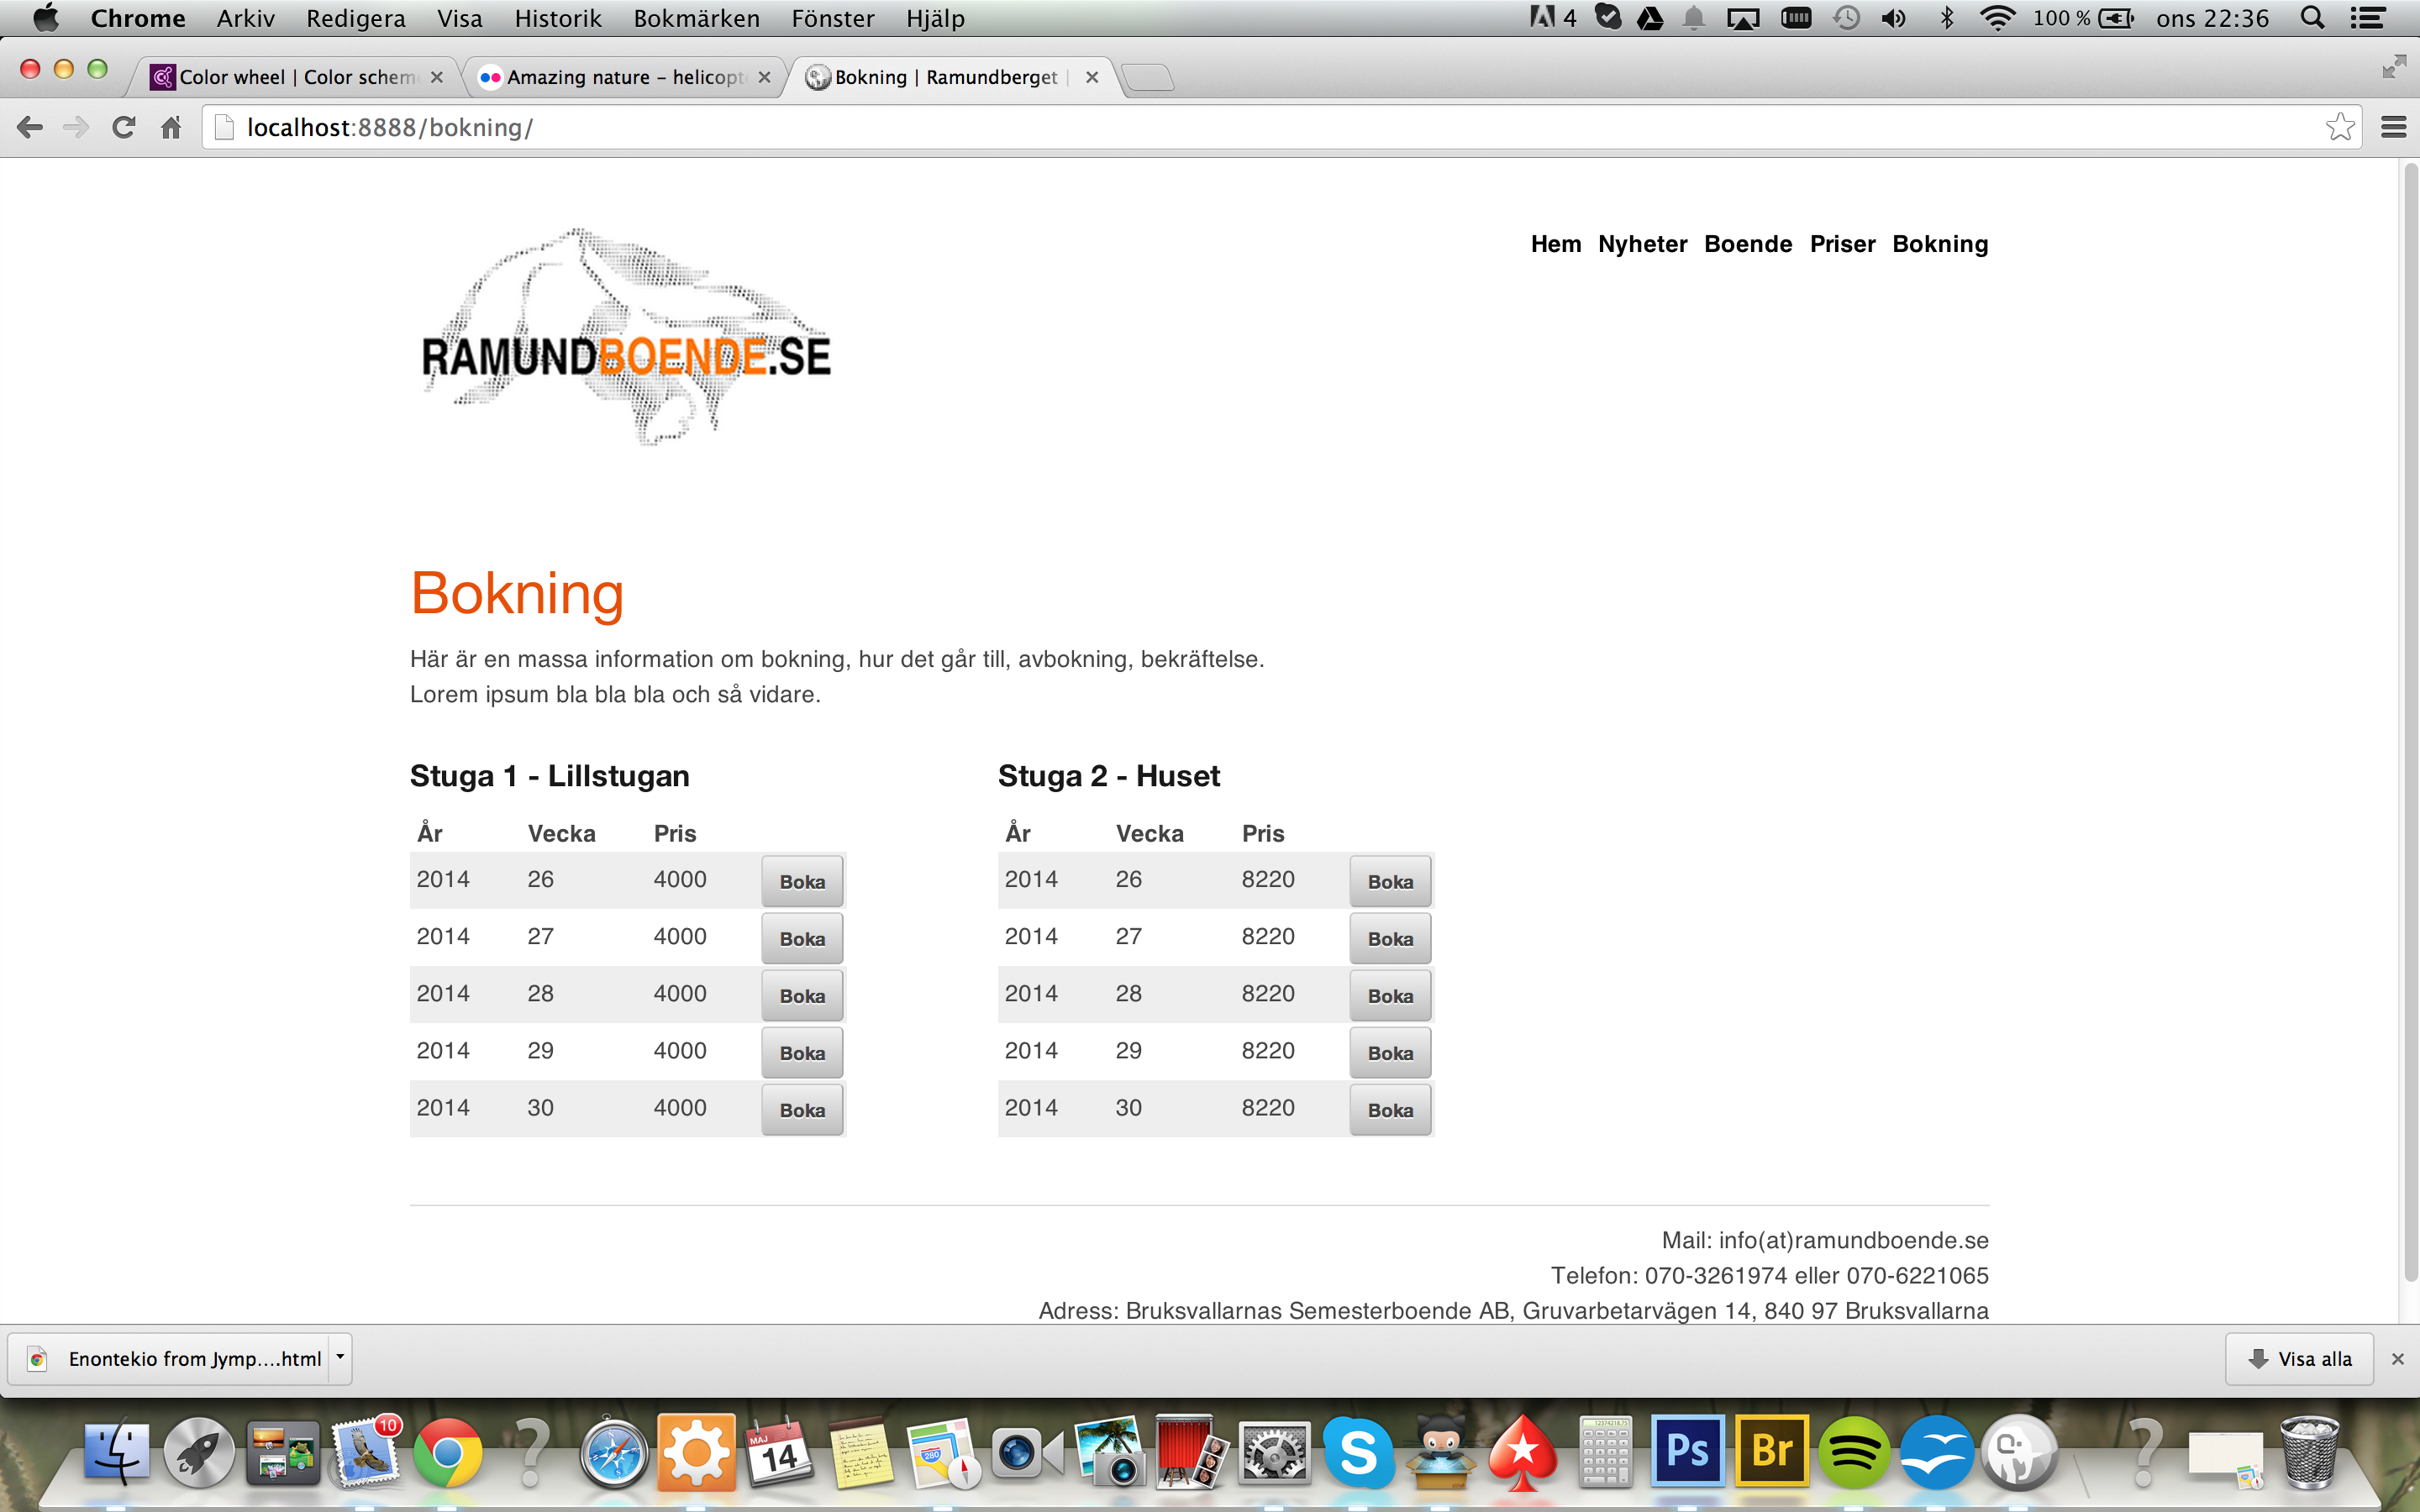 Chrome Arkiv Redigera Visa Historik Bokmärken Fönster Hjälp 4 100 % ons 22:36
Color wheel | Color schem Amazing nature – helicopt Bokning | Ramundberget |
localhost:8888/bokning/
Hem Nyheter Boende Priser Bokning
RAMUNDBOENDE.SE
Bokning
Här är en massa information om bokning, hur det går till, avbokning, bekräftelse.
Lorem ipsum bla bla bla och så vidare.
Stuga 1 - Lillstugan Stuga 2 - Huset
År Vecka Pris År Vecka Pris
2014 26 4000 Boka 2014 26 8220 Boka
2014 27 4000 Boka 2014 27 8220 Boka
2014 28 4000 Boka 2014 28 8220 Boka
2014 29 4000 Boka 2014 29 8220 Boka
2014 30 4000 Boka 2014 30 8220 Boka
Mail: info(at)ramundboende.se
Telefon: 070-3261974 eller 070-6221065
Adress: Bruksvallarnas Semesterboende AB, Gruvarbetarvägen 14, 840 97 Bruksvallarna
Enontekio from Jymp....html Visa alla
10 ? MAJ 14 280 S Ps Br ?